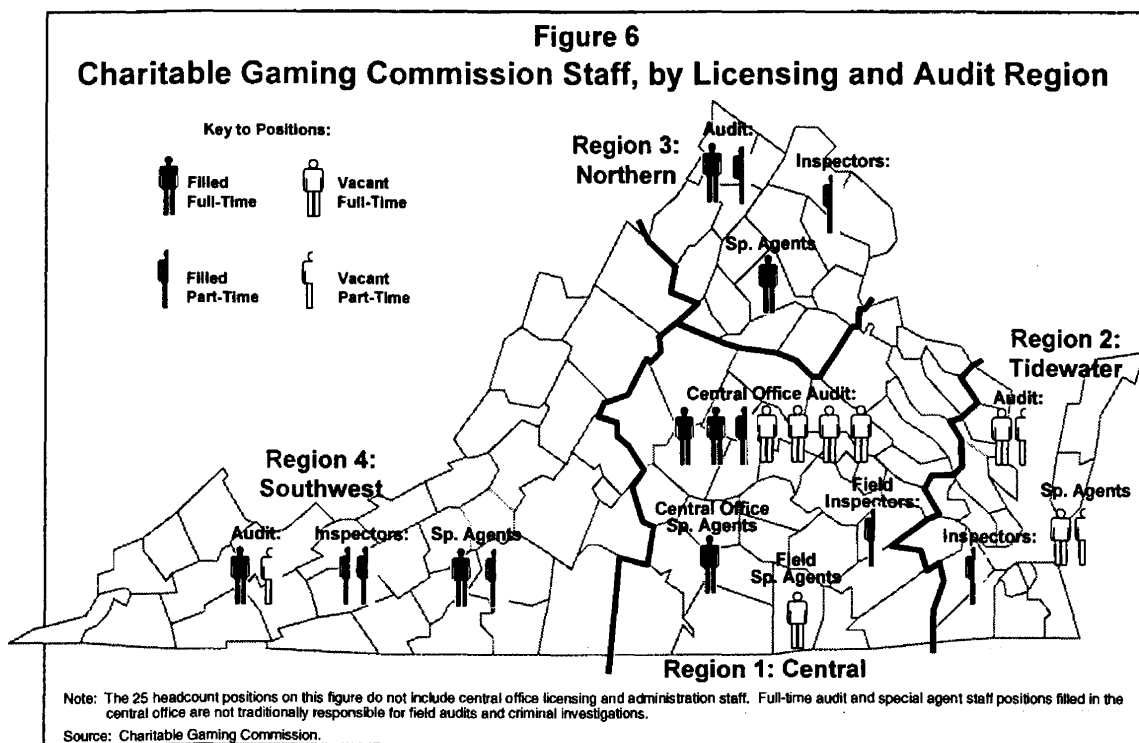 Figure 6
Charitable Gaming Commission Staff, by Licensing and Audit Region
Key to Positions:
Filled
Full-Time
Vacant
Full-Time
Filled
Part-Time
Vacant
Part-Time
Region 3:
Northern
Audit:
Inspectors:
Sp. Agents
Region 2:
Tidewater
Audit:
Sp. Agents
Inspectors:
Central Office Audit:
Field
Inspectors:
Central Office
Sp. Agents
Field
Sp. Agents
Region 4:
Southwest
Audit:
Inspectors:
Sp. Agents
Region 1: Central
Note: The 25 headcount positions on this figure do not include central office licensing and administration staff. Full-time audit and special agent staff positions filled in the
central office are not traditionally responsible for field audits and criminal investigations.
Source: Charitable Gaming Commission.